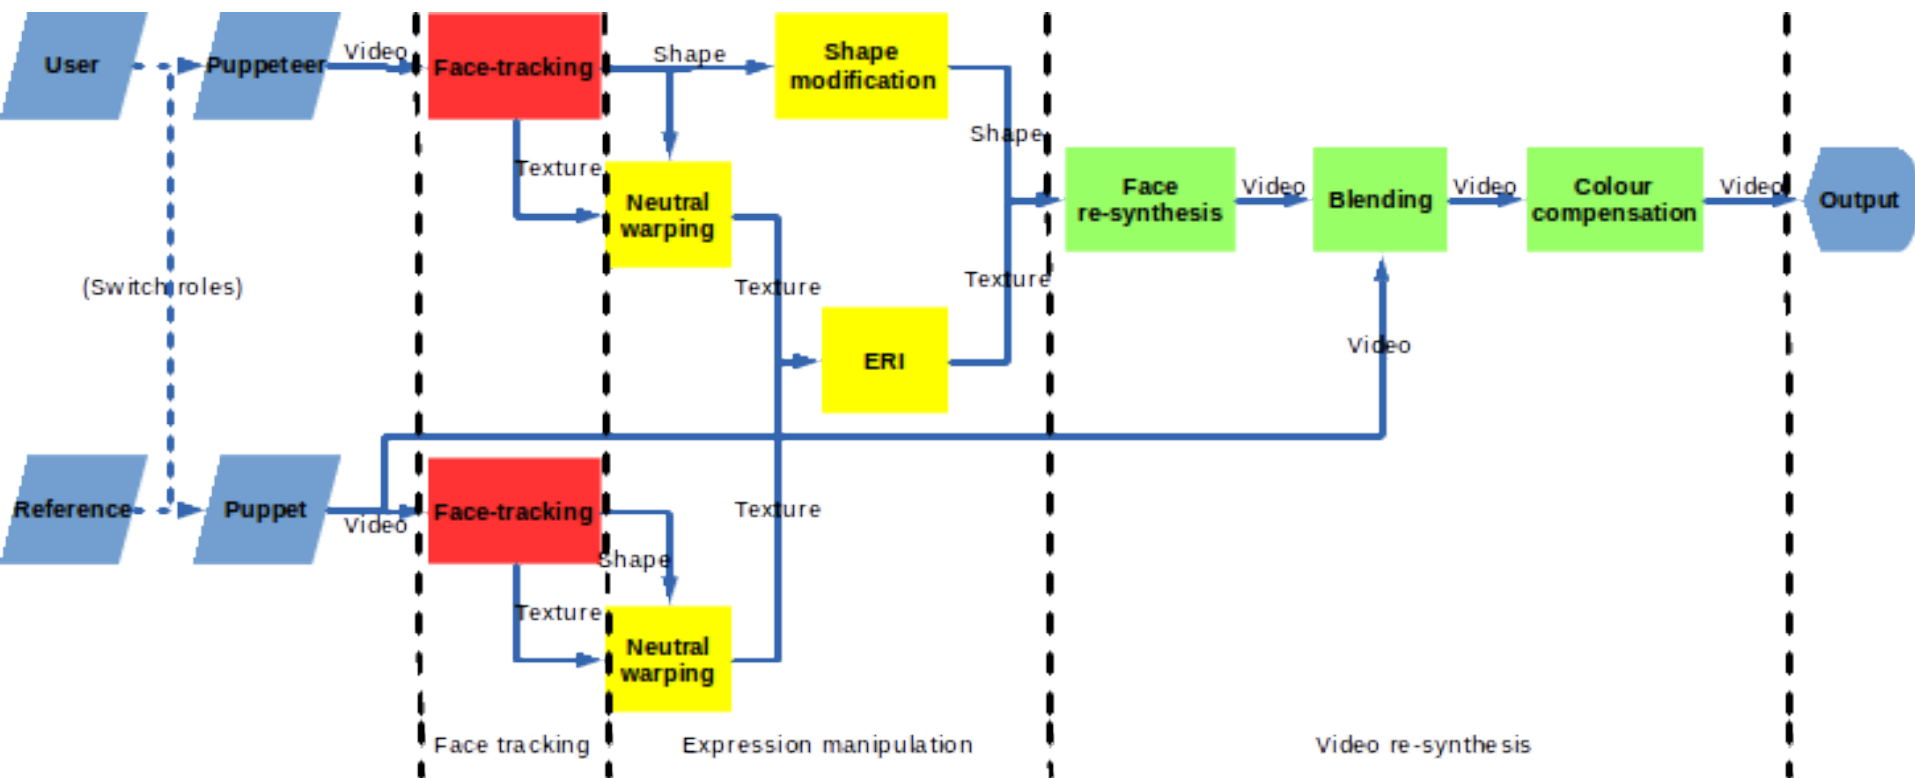 User
Puppeteer
Video
Face-tracking
Shape
Shape
modification
Texture
Neutral
warping
Shape
Face
re-synthesis
Video
Blending
Video
Colour
compensation
Video
Output
(Switch roles)
Texture
Texture
ERI
Video
Reference
Puppet
Video
Face-tracking
Texture
Shape
Texture
Neutral
warping
Face tracking
Expression manipulation
Video re-synthesis